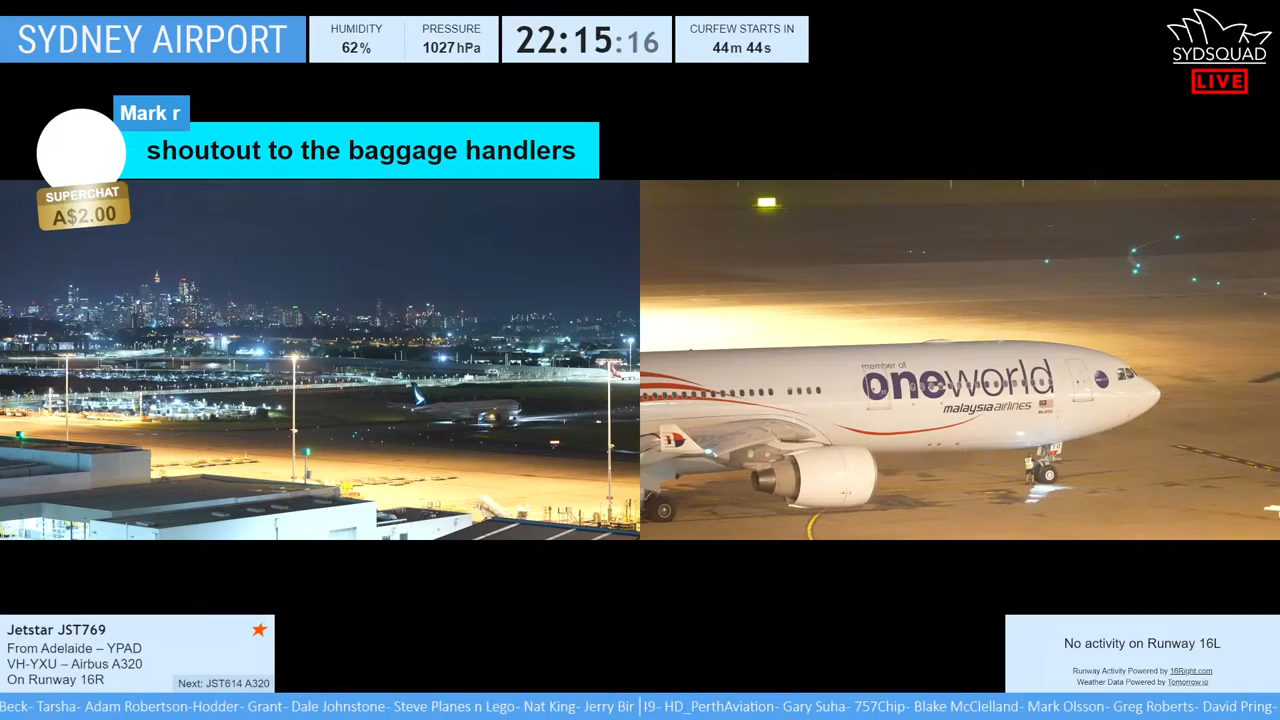 SYDNEY AIRPORT
HUMIDITY
62%
PRESSURE
1027 hPa
22:15:16
CURFEW STARTS IN
44m 44s
SYDSQUAD
LIVE
Mark r
shoutout to the baggage handlers
SUPERCHAT
A$2.00
member of
oneworld
malaysia airlines
Jetstar JST769
From Adelaide – YPAD
VH-YXU – Airbus A320
On Runway 16R
Next: JST614 A320
No activity on Runway 16L
Runway Activity Powered by 16Right.com
Weather Data Powered by Tomorrow.io
Beck- Tarsha- Adam Robertson-Hodder- Grant- Dale Johnstone- Steve Planes n Lego- Nat King- Jerry Bir
I9- HD_PerthAviation- Gary Suha- 757Chip- Blake McClelland- Mark Olsson- Greg Roberts- David Pring-